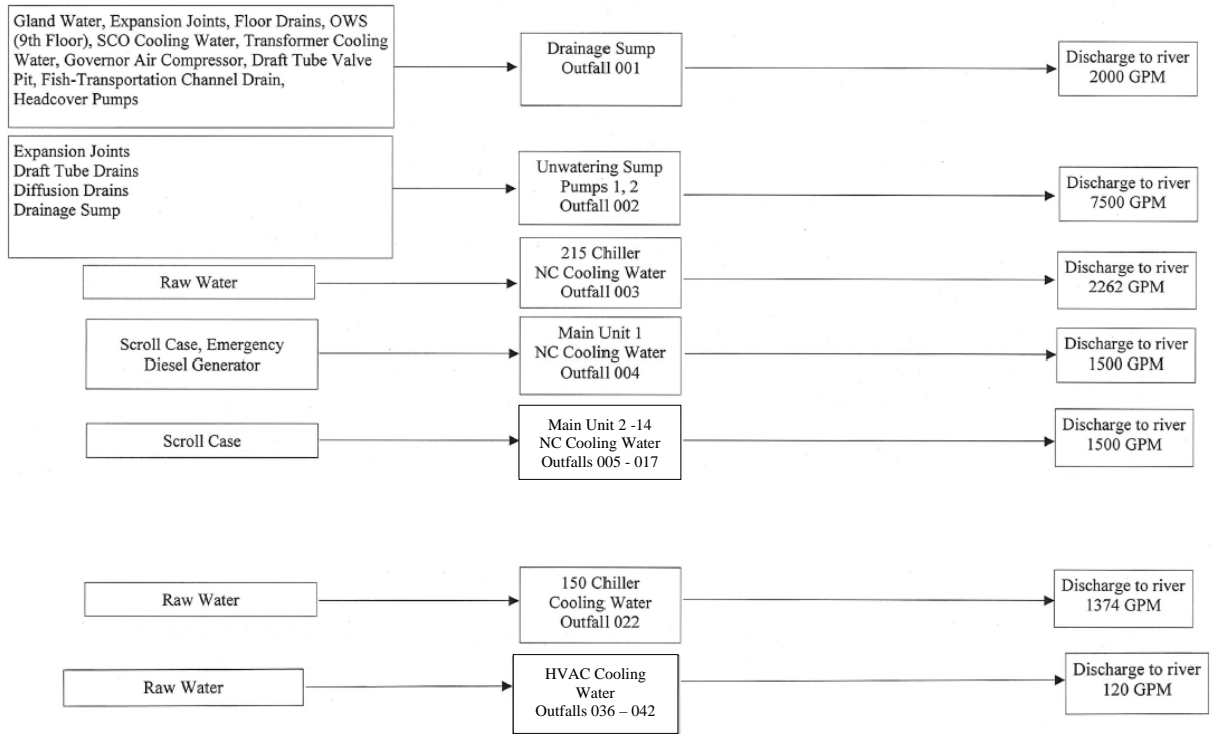 Gland Water, Expansion Joints, Floor Drains, OWS
(9th Floor), SCO Cooling Water, Transformer Cooling
Water, Governor Air Compressor, Draft Tube Valve
Pit, Fish-Transportation Channel Drain,
Headcover Pumps
Drainage Sump
Outfall 001
Discharge to river
2000 GPM
Expansion Joints
Draft Tube Drains
Diffusion Drains
Drainage Sump
Unwatering Sump
Pumps 1, 2
Outfall 002
Discharge to river
7500 GPM
Raw Water
215 Chiller
NC Cooling Water
Outfall 003
Discharge to river
2262 GPM
Scroll Case, Emergency
Diesel Generator
Main Unit 1
NC Cooling Water
Outfall 004
Discharge to river
1500 GPM
Scroll Case
Main Unit 2 -14
NC Cooling Water
Outfalls 005 - 017
Discharge to river
1500 GPM
Raw Water
150 Chiller
Cooling Water
Outfall 022
Discharge to river
1374 GPM
Raw Water
HVAC Cooling
Water
Outfalls 036 – 042
Discharge to river
120 GPM